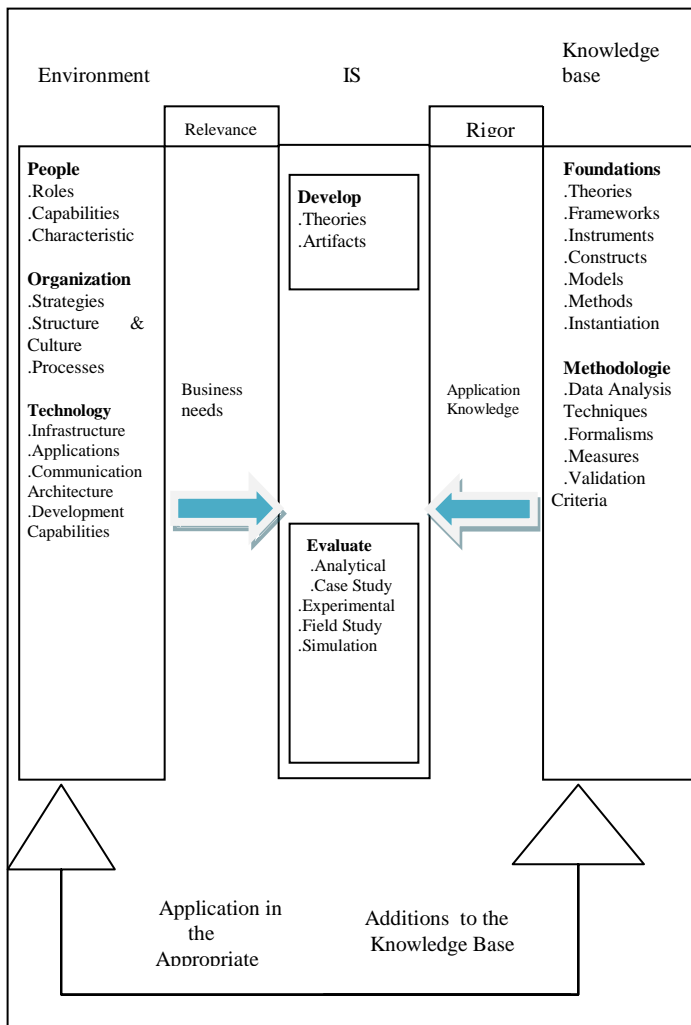 Environment
IS
Knowledge
base
Relevance
Rigor
People
.Roles
.Capabilities
.Characteristic
Organization
.Strategies
.Structure &
Culture
.Processes
Technology
.Infrastructure
.Applications
.Communication
Architecture
.Development
Capabilities
Business
needs
Develop
.Theories
.Artifacts
Evaluate
.Analytical
.Case Study
.Experimental
.Field Study
.Simulation
Application
Knowledge
Foundations
.Theories
.Frameworks
.Instruments
.Constructs
.Models
.Methods
.Instantiation
Methodologie
.Data Analysis
Techniques
.Formalisms
.Measures
.Validation
Criteria
Application in
the
Appropriate
Additions to the
Knowledge Base